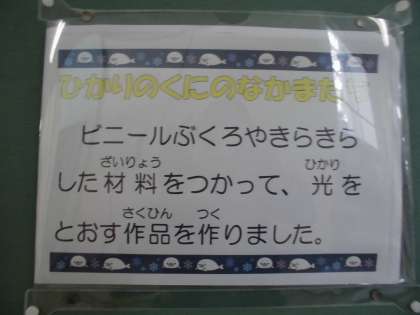 ひかりのくにのなかまたち
ビニールぶくろやきらきら
ざいりょう ひかり
した材料をつかって、光を
さくひん つく
とおす作品を作りました。